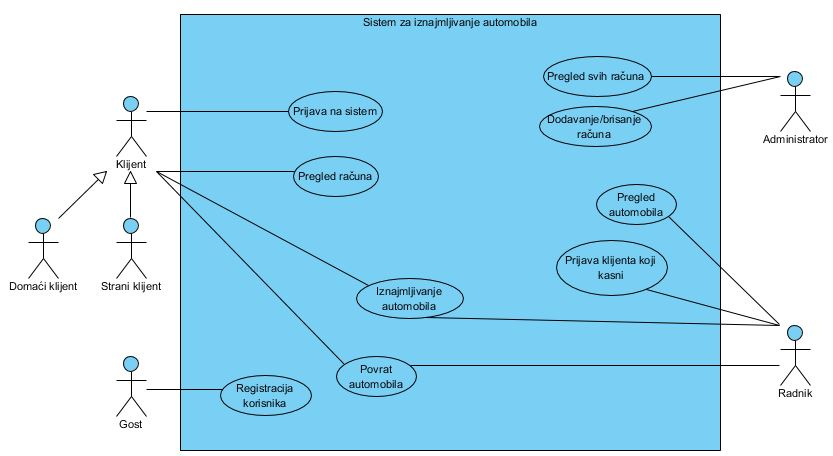 Sistem za iznajmljivanje automobila
Pregled svih računa
Prijava na sistem
Dodavanje/brisanje
računa
Administrator
Klijent
Pregled računa
Pregled
automobila
Prijava klijenta koji
kasni
Domaći klijent
Strani klijent
Iznajmljivanje
automobila
Povrat
automobila
Registracija
korisnika
Radnik
Gost